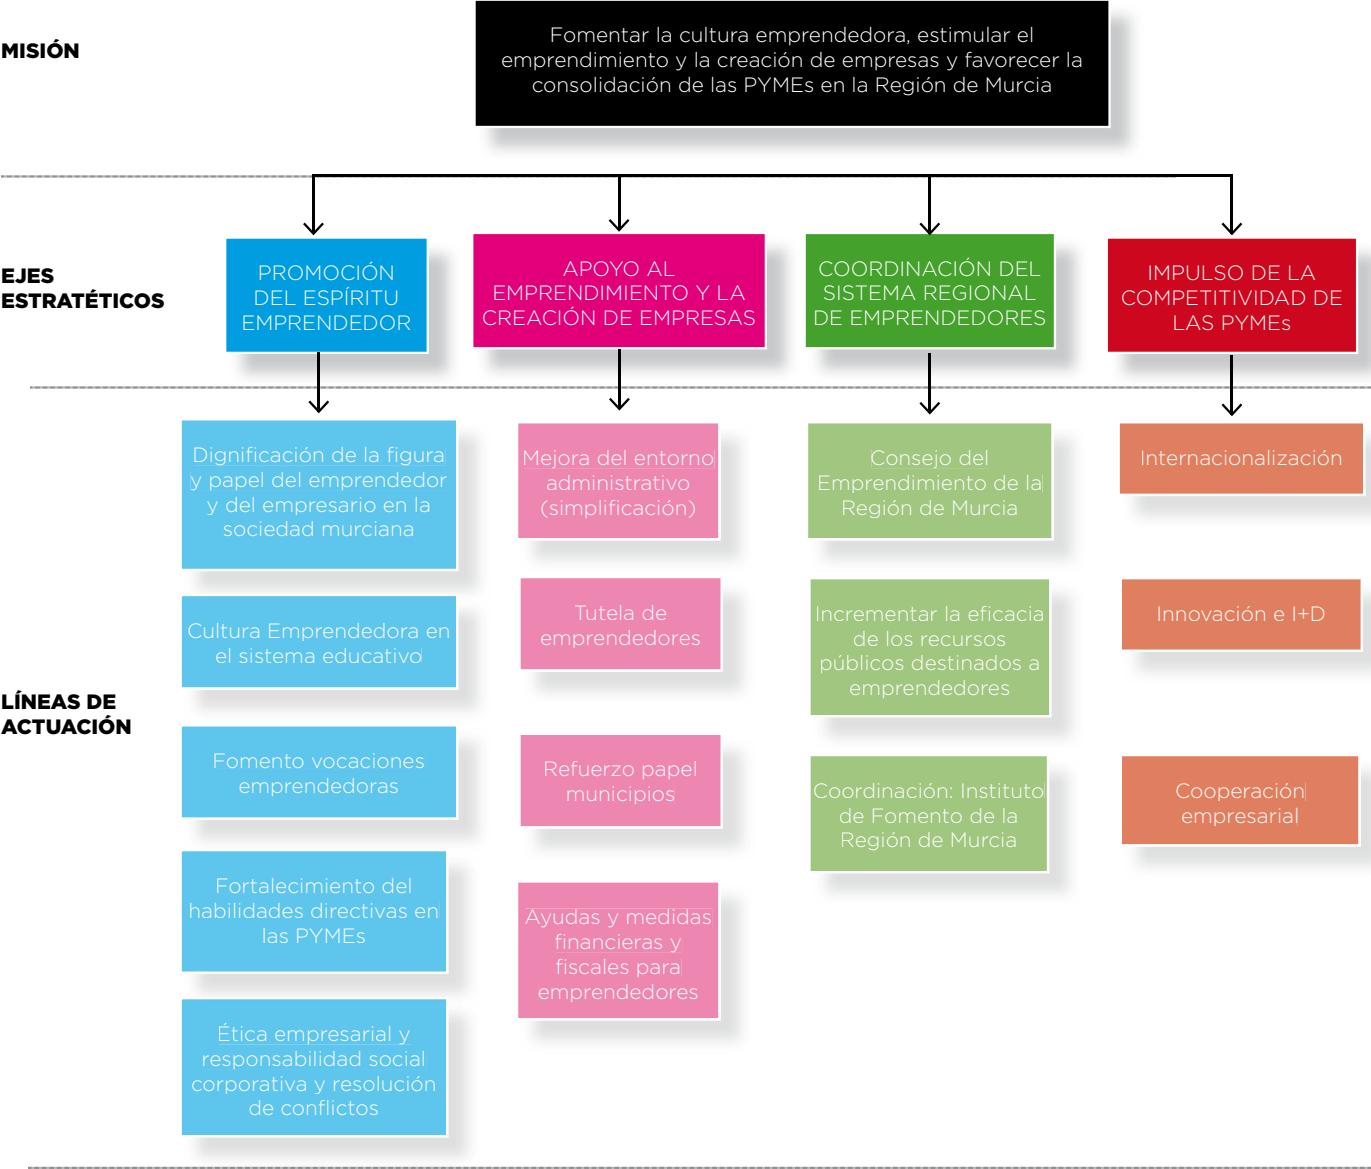 MISIÓN
Fomentar la cultura emprendedora, estimular el
emprendimiento y la creación de empresas y favorecer la
consolidación de las PYMEs en la Región de Murcia
EJES
ESTRATÉTICOS
PROMOCIÓN
DEL ESPÍRITU
EMPRENDEDOR
APOYO AL
EMPRENDIMIENTO Y LA
CREACIÓN DE EMPRESAS
COORDINACIÓN DEL
SISTEMA REGIONAL
DE EMPRENDEDORES
IMPULSO DE LA
COMPETITIVIDAD DE
LAS PYMEs
LÍNEAS DE
ACTUACIÓN
Dignificación de la figura
y papel del emprendedor
y del empresario en la
sociedad murciana
Cultura Emprendedora en
el sistema educativo
Fomento vocaciones
emprendedoras
Fortalecimiento del
habilidades directivas en
las PYMEs
Ética empresarial y
responsabilidad social
corporativa y resolución
de conflictos
Mejora del entorno
administrativo
(simplificación)
Tutela de
emprendedores
Refuerzo papel
municipios
Ayudas y medidas
financieras y
fiscales para
emprendedores
Consejo del
Emprendimiento de la
Región de Murcia
Incrementar la eficacia
de los recursos
públicos destinados a
emprendedores
Coordinación: Instituto
de Fomento de la
Región de Murcia
Internacionalización
Innovación e I+D
Cooperación
empresarial